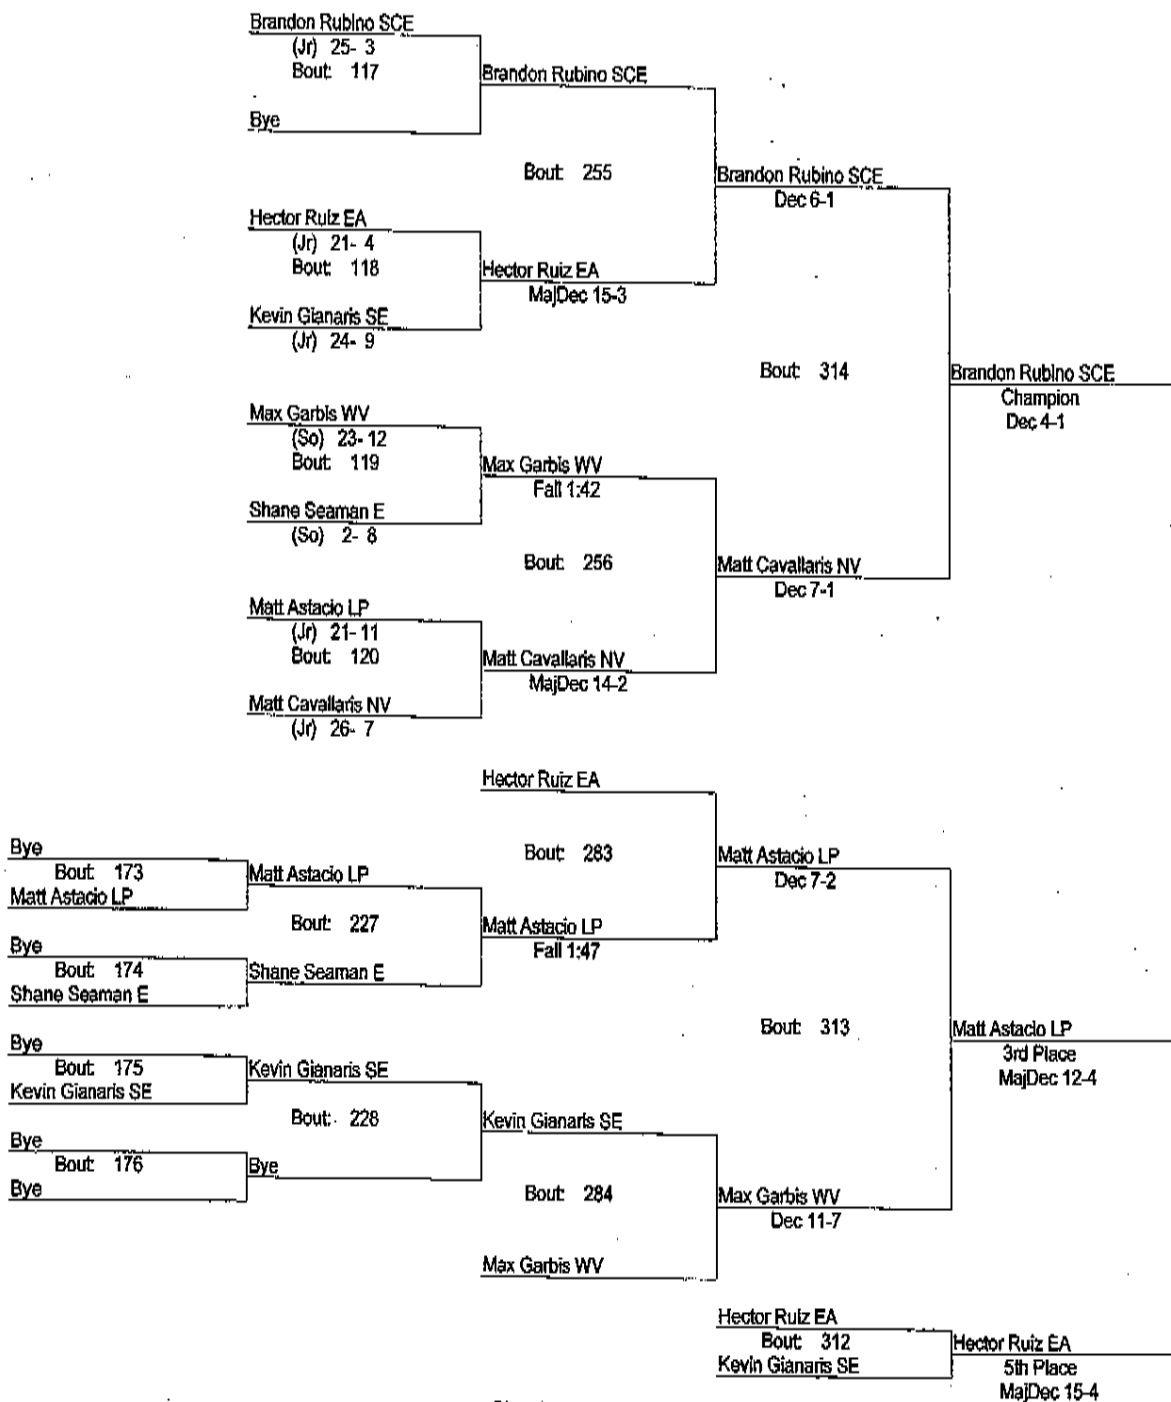 Brandon Rubino SCE
(Jr) 25- 3
Bout: 117
Brandon Rubino SCE
Bye
Bout: 255
Brandon Rubino SCE
Dec 6-1
Hector Ruiz EA
(Jr) 21- 4
Bout: 118
Hector Ruiz EA
MajDec 15-3
Kevin Gianaris SE
(Jr) 24- 9
Bout: 314
Brandon Rubino SCE
Champion
Dec 4-1
Max Garbis WV
(So) 23- 12
Bout: 119
Max Garbis WV
Fall 1:42
Shane Seaman E
(So) 2- 8
Bout: 256
Matt Cavallaris NV
Dec 7-1
Matt Astacio LP
(Jr) 21- 11
Bout: 120
Matt Cavallaris NV
MajDec 14-2
Matt Cavallaris NV
(Jr) 26- 7
Hector Ruiz EA
Bye
Bout: 173
Matt Astacio LP
Matt Astacio LP
Bout: 283
Matt Astacio LP
Dec 7-2
Bout: 227
Matt Astacio LP
Fall 1:47
Bye
Bout: 174
Shane Seaman E
Shane Seaman E
Bout: 313
Matt Astacio LP
3rd Place
MajDec 12-4
Bye
Bout: 175
Kevin Gianaris SE
Kevin Gianaris SE
Bout: 228
Kevin Gianaris SE
Bye
Bout: 176
Bye
Bye
Bout: 284
Max Garbis WV
Dec 11-7
Max Garbis WV
Hector Ruiz EA
Bout: 312
Kevin Gianaris SE
Hector Ruiz EA
5th Place
MajDec 15-4